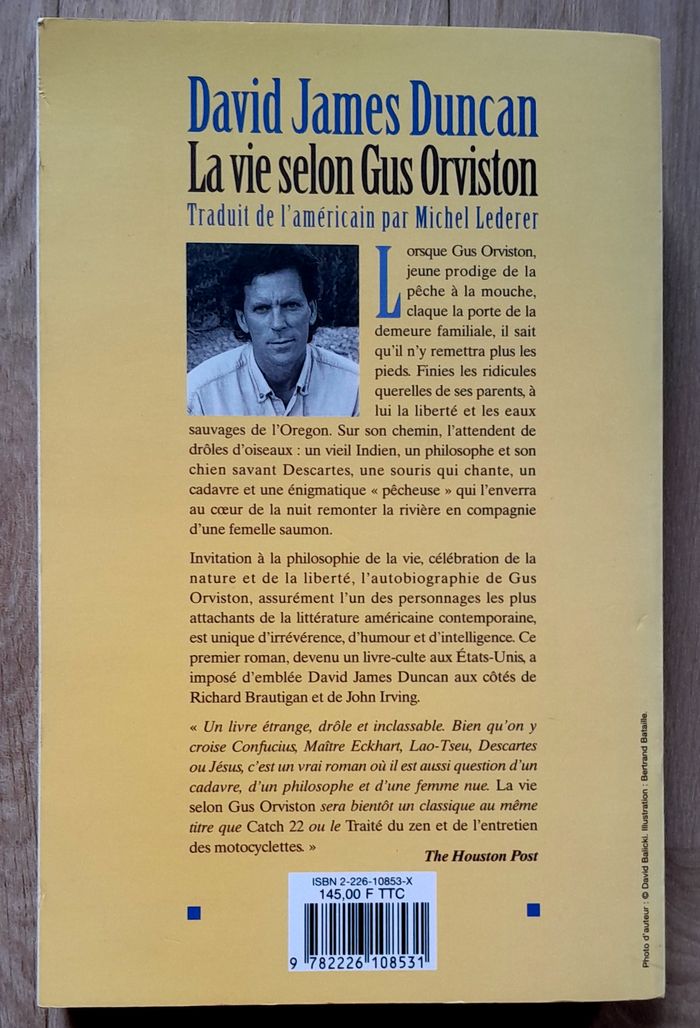 David James Duncan
La vie selon Gus Orviston
Traduit de l'américain par Michel Lederer
Lorsque Gus Orviston,
jeune prodige de la
pêche à la mouche,
claque la porte de la
demeure familiale, il sait
qu'il n'y remettra plus les
pieds. Finies les ridicules
querelles de ses parents, à
lui la liberté et les eaux
sauvages de l'Oregon. Sur son chemin, l'attendent de
drôles d'oiseaux : un vieil Indien, un philosophe et son
chien savant Descartes, une souris qui chante, un
cadavre et une énigmatique « pêcheuse » qui l'enverra
au cœur de la nuit remonter la rivière en compagnie
d'une femelle saumon.
Invitation à la philosophie de la vie, célébration de la
nature et de la liberté, l'autobiographie de Gus
Orviston, assurément l'un des personnages les plus
attachants de la littérature américaine contemporaine,
est unique d'irrévérence, d'humour et d'intelligence. Ce
premier roman, devenu un livre-culte aux États-Unis, a
imposé d'emblée David James Duncan aux côtés de
Richard Brautigan et de John Irving.
« Un livre étrange, drôle et inclassable. Bien qu'on y
croise Confucius, Maître Eckhart, Lao-Tseu, Descartes
ou Jésus, c'est un vrai roman où il est aussi question d'un
cadavre, d'un philosophe et d'une femme nue. La vie
selon Gus Orviston sera bientôt un classique au même
titre que Catch 22 ou le Traité du zen et de l'entretien
des motocyclettes. »
The Houston Post
ISBN 2-226-10853-X
145,00 F TTC
9 782226 108531
Photo d'auteur : © David Balicki. Illustration : Bertrand Bataille.